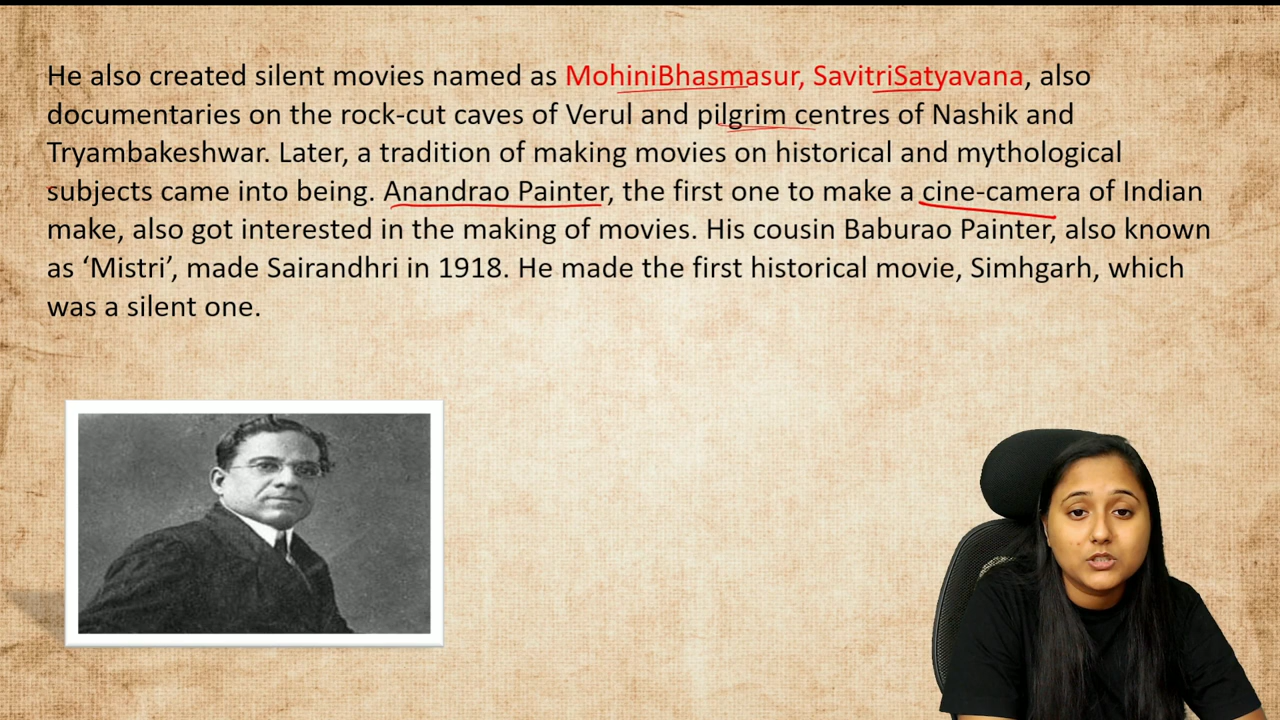 He also created silent movies named as MohiniBhasmasur, SavitriSatyavana, also
documentaries on the rock-cut caves of Verul and pilgrim centres of Nashik and
Tryambakeshwar. Later, a tradition of making movies on historical and mythological
subjects came into being. Anandrao Painter, the first one to make a cine-camera of Indian
make, also got interested in the making of movies. His cousin Baburao Painter, also known
as ‘Mistri’, made Sairandhri in 1918. He made the first historical movie, Simhgarh, which
was a silent one.